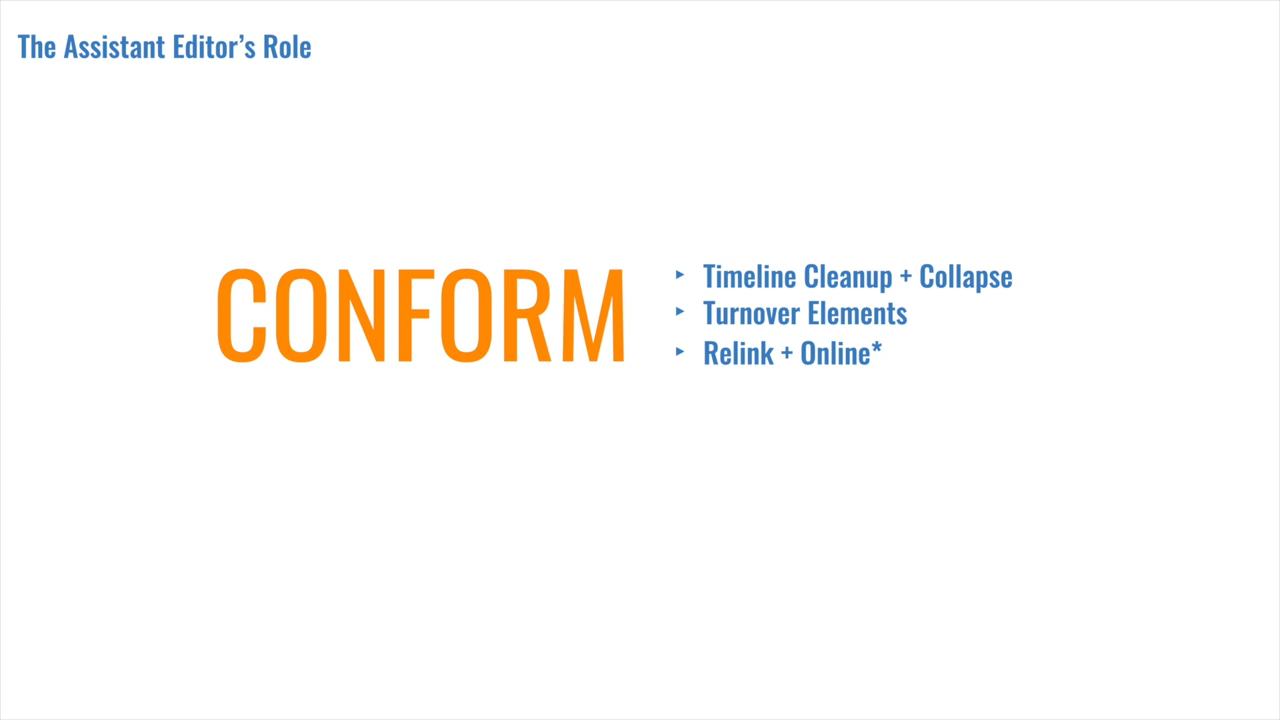 The Assistant Editor’s Role
CONFORM
‣ Timeline Cleanup + Collapse
‣ Turnover Elements
‣ Relink + Online*